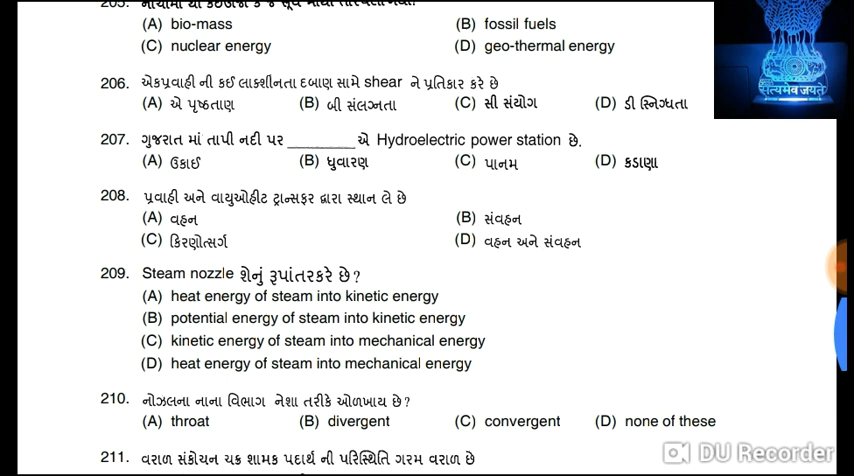 (A) bio-mass (B) fossil fuels
(C) nuclear energy (D) geo-thermal energy
206. એકપ્રવાહી ની કઈ લાક્શીનતા દબાણ સામે shear ને પ્રતિકાર કરે છે
(A) એ પૃષ્ઠતાણ (B) બી સંલગ્નતા (C) સી સંયોગ (D) ડી સ્નિગ્ધતા
207. ગુજરાત માં તાપી નદી પર ________ એ Hydroelectric power station છે.
(A) ઉકાઈ (B) ધુવારણ (C) પાનમ (D) કડાણા
208. પ્રવાહી અને વાયુઓહીટ ટ્રાન્સફર દ્રારા સ્થાન લે છે
(A) વહન (B) સંવહન
(C) કિરણોત્સર્ગ (D) વહન અને સંવહન
209. Steam nozzle શેનું રૂપાંતરકરે છે?
(A) heat energy of steam into kinetic energy
(B) potential energy of steam into kinetic energy
(C) kinetic energy of steam into mechanical energy
(D) heat energy of steam into mechanical energy
210. નોઝલના નાના વિભાગ નેશા તરીકે ઓળખાય છે?
(A) throat (B) divergent (C) convergent (D) none of these
211. વરાળ સંકોચન ચક્ર શામક પદાર્થ ની પરિસ્થિતિ ગરમ વરાળ છે
सत्यमेव जयते
DU Recorder